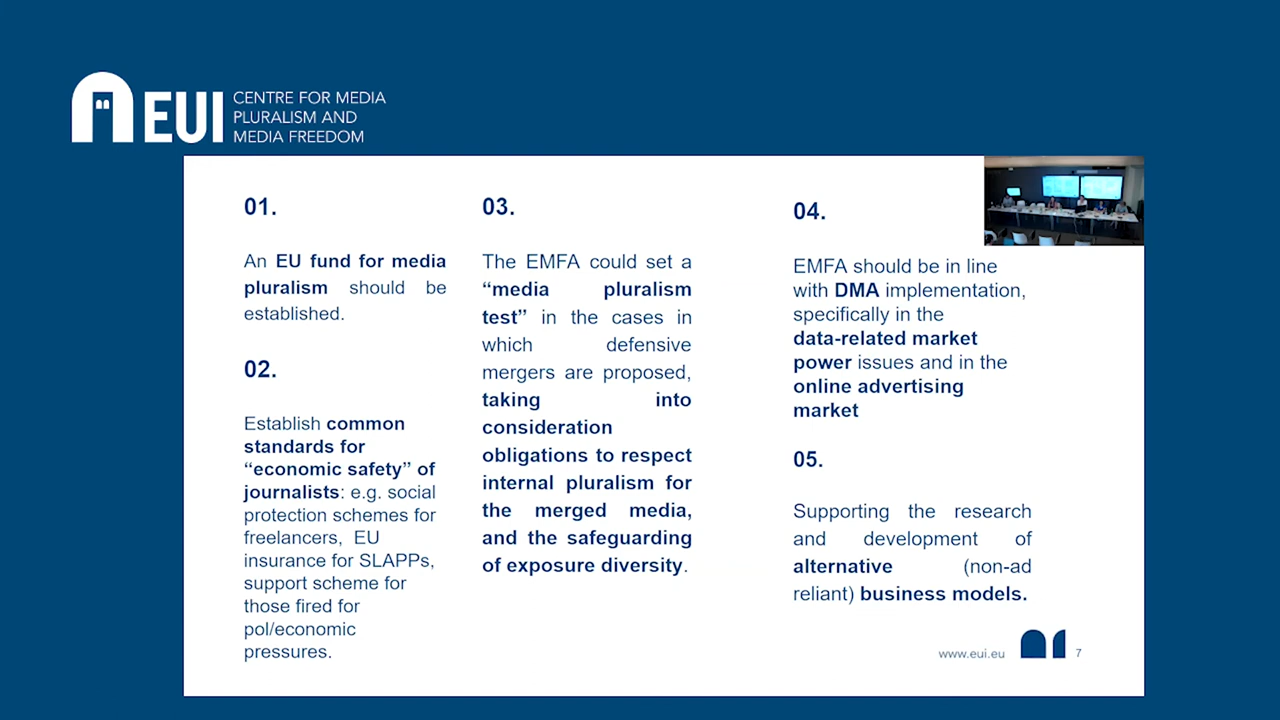 EUI
CENTRE FOR MEDIA
PLURALISM AND
MEDIA FREEDOM
01.
An EU fund for media
pluralism should be
established.
02.
Establish common
standards for
“economic safety” of
journalists: e.g. social
protection schemes for
freelancers, EU
insurance for SLAPPs,
support scheme for
those fired for
pol/economic
pressures.
03.
The EMFA could set a
“media pluralism
test” in the cases in
which defensive
mergers are proposed,
taking into
consideration
obligations to respect
internal pluralism for
the merged media,
and the safeguarding
of exposure diversity.
04.
EMFA should be in line
with DMA implementation,
specifically in the
data-related market
power issues and in the
online advertising
market
05.
Supporting the research
and development of
alternative (non-ad
reliant) business models.
www.eui.eu
7